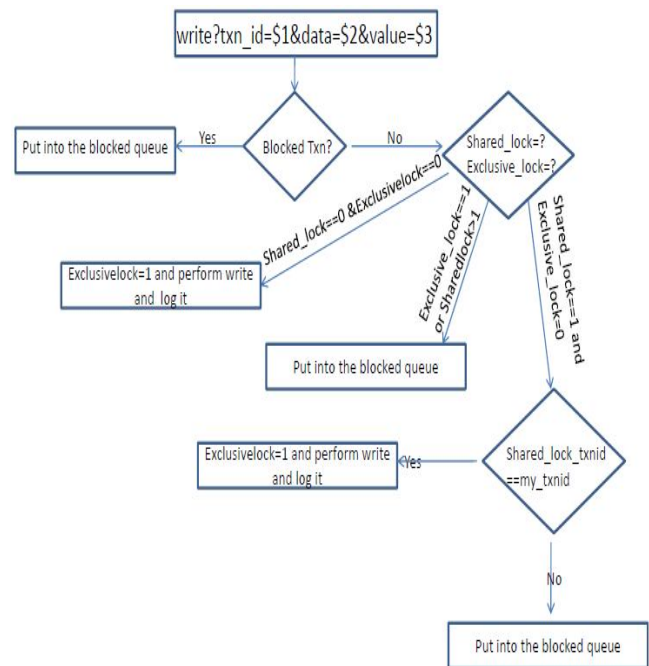 write?txn_id=$1&data=$2&value=$3
Put into the blocked queue
Yes
Blocked Txn?
No
Shared_lock=?
Exclusive_lock=?
Shared_lock==0 &Exclusivelock==0
Exclusive_lock==1
or Sharedlock>1
Shared_lock==1 and
Exclusive_lock=0
Exclusivelock=1 and perform write
and log it
Put into the blocked queue
Exclusivelock=1 and perform write
and log it
Yes
Shared_lock_txnid
==my_txnid
No
Put into the blocked queue